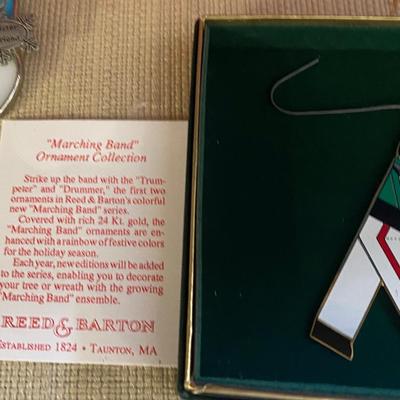 "Marching Band"
Ornament Collection
Strike up the band with the "Trum-
peter" and "Drummer," the first two
ornaments in Reed & Barton's colorful
new "Marching Band" series.
Covered with rich 24 Kt. gold, the
"Marching Band" ornaments are en-
hanced with a rainbow of festive colors
for the holiday season.
Each year, new editions will be added
to the series, enabling you to decorate
your tree or wreath with the growing
"Marching Band" ensemble.
REED & BARTON
ESTABLISHED 1824 • TAUNTON, MA